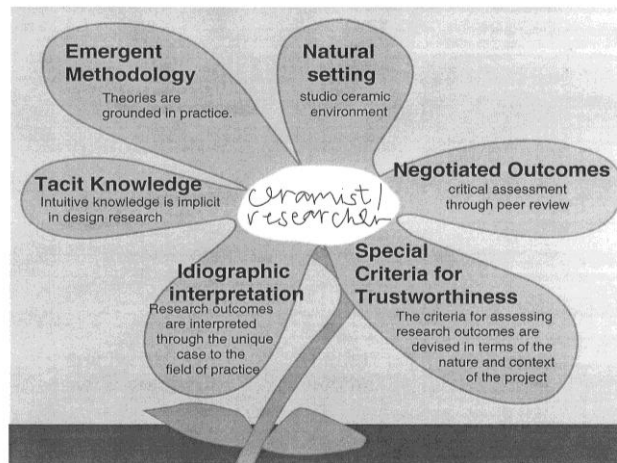 Emergent
Methodology
Theories are
grounded in practice.
Natural
setting
studio ceramic
environment
Tacit Knowledge
Intuitive knowledge is implicit
in design research
ceramist/
researcher
Negotiated Outcomes
critical assessment
through peer review
Idiographic
interpretation
Research outcomes
are interpreted
through the unique
case to the
field of practice
Special
Criteria for
Trustworthiness
The criteria for assessing
research outcomes are
devised in terms of the
nature and context
of the project